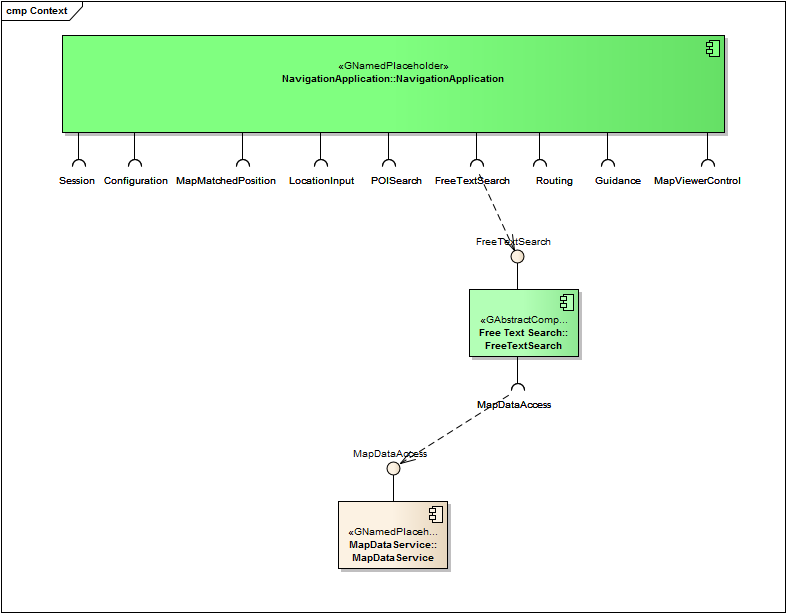 cmp Context
«GNamedPlaceholder»
NavigationApplication::NavigationApplication
Session Configuration MapMatchedPosition LocationInput POISearch FreeTextSearch Routing Guidance MapViewerControl
FreeTextSearch
«GAbstractComp...
Free Text Search::
FreeTextSearch
MapDataAccess
MapDataAccess
«GNamedPlaceh...
MapDataService::
MapDataService